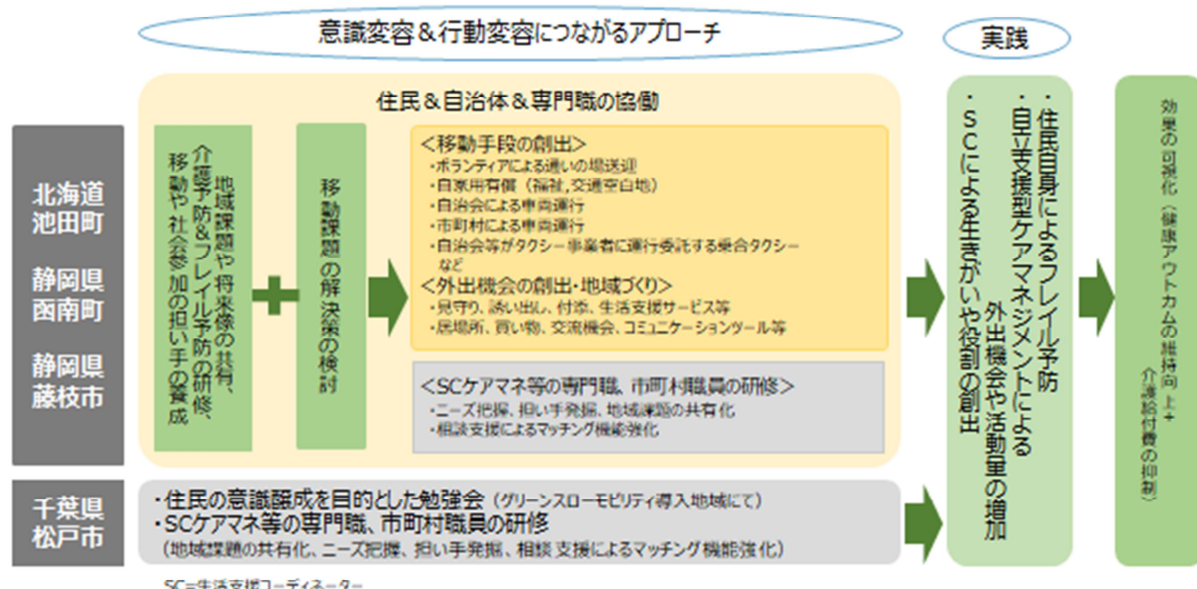 意識変容&行動変容につながるアプローチ
実践
住民&自治体&専門職の協働
北海道
池田町
静岡県
函南町
静岡県
藤枝市
地域課題や将来像の共有、
介護予防&フレイル予防の研修、
移動や社会参加の担い手の養成
移動課題の解決策の検討
<移動手段の創出>
・ボランティアによる通いの場送迎
・自家用有償(福祉,交通空白地)
・自治会による車両運行
・市町村による車両運行
・自治会等がタクシー事業者に運行委託する乗合タクシー
など
<外出機会の創出・地域づくり>
・見守り、誘い出し、付添、生活支援サービス等
・居場所、買い物、交流機会、コミュニケーションツール等
<SCケアマネ等の専門職、市町村職員の研修>
・ニーズ把握、担い手発掘、地域課題の共有化
・相談支援によるマッチング機能強化
・住民自身によるフレイル予防
・自立支援型ケアマネジメントによる
外出機会や活動量の増加
・SCによる生きがいや役割の創出
効果の可視化(健康アウトカムの維持向上+
介護給付費の抑制)
千葉県
松戸市
・住民の意識醸成を目的とした勉強会(グリーンスローモビリティ導入地域にて)
・SCケアマネ等の専門職、市町村職員の研修
(地域課題の共有化、ニーズ把握、担い手発掘、相談支援によるマッチング機能強化)
SC=生活支援コーディネーター